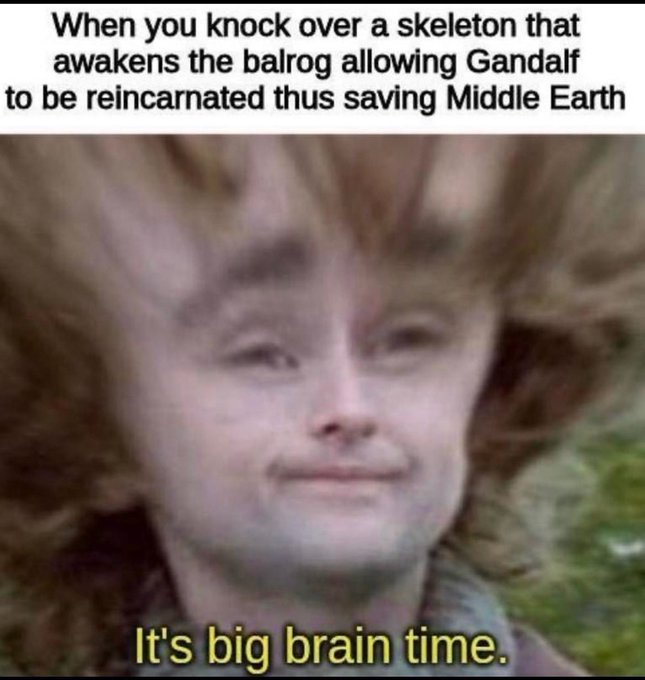 When you knock over a skeleton that
awakens the balrog allowing Gandalf
to be reincarnated thus saving Middle Earth
It's big brain time.